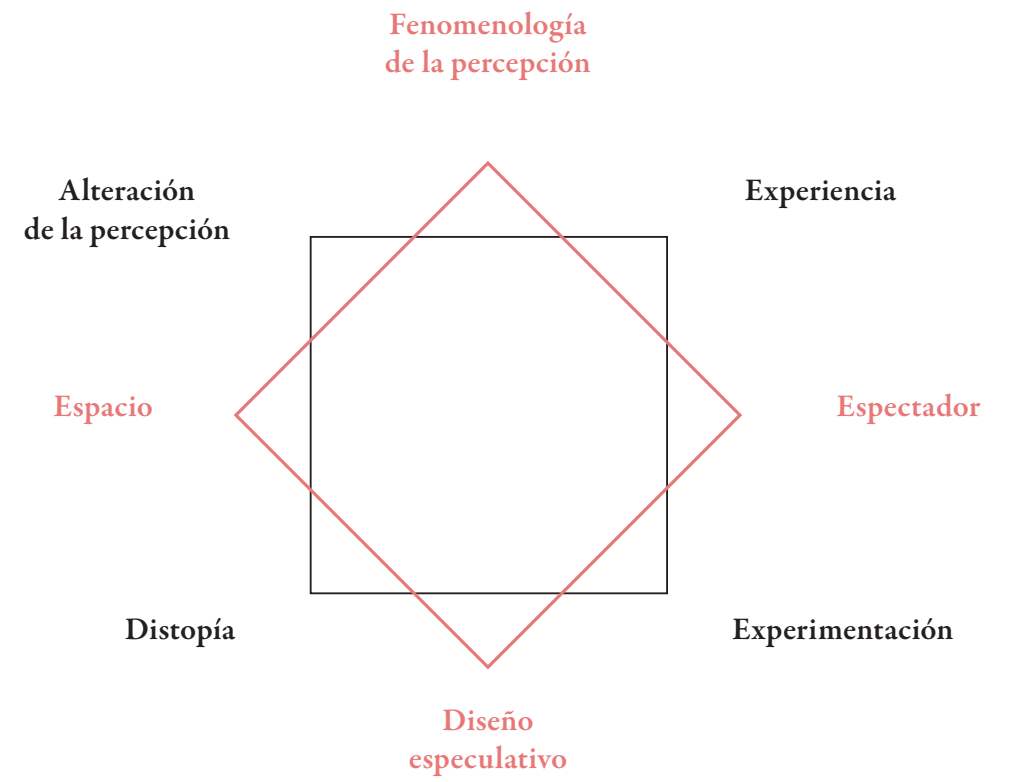 Fenomenología
de la percepción
Alteración
de la percepción
Experiencia
Espacio
Espectador
Distopía
Experimentación
Diseño
especulativo